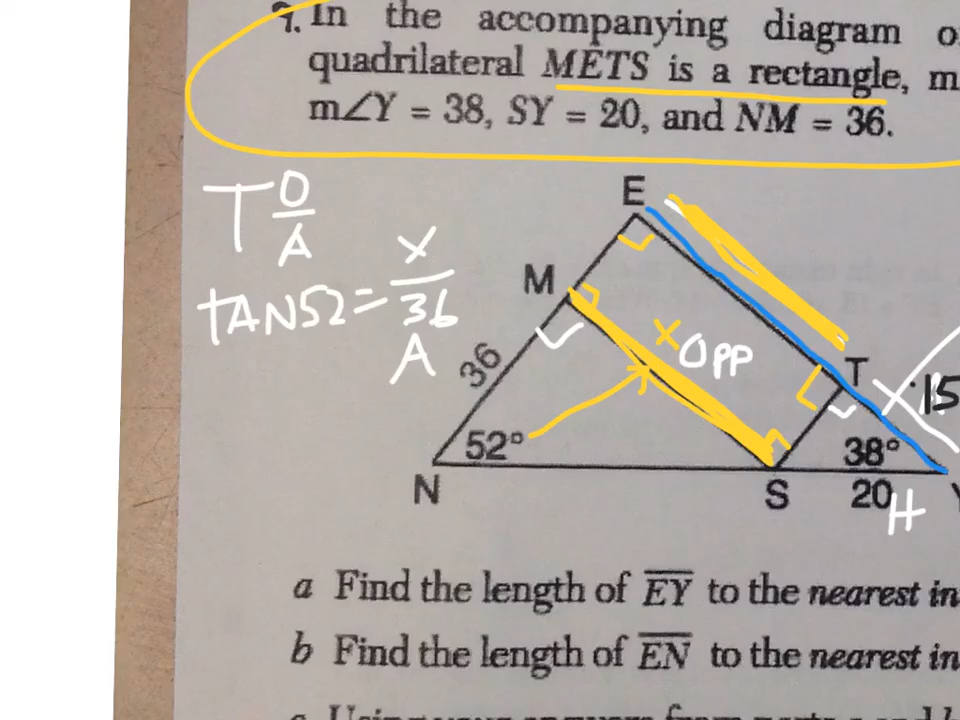 9. In the accompanying diagram
quadrilateral METS is a rectangle,
m∠Y = 38, SY = 20, and NM = 36.
T O
A
TAN52 = X
36
A
E
M
36
X OPP
T
15
52°
38°
N
S
20
H
a Find the length of EY to the nearest
b Find the length of EN to the nearest